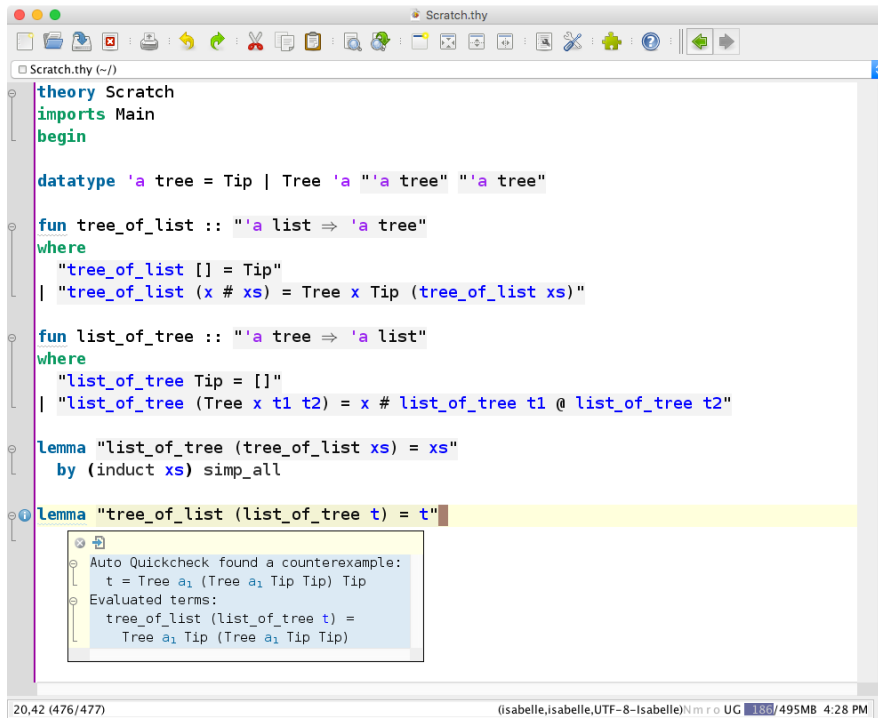 Scratch.thy
Scratch.thy (~/)
theory Scratch
imports Main
begin
datatype 'a tree = Tip | Tree 'a "'a tree" "'a tree"
fun tree_of_list :: "'a list ⇒ 'a tree"
where
"tree_of_list [] = Tip"
| "tree_of_list (x # xs) = Tree x Tip (tree_of_list xs)"
fun list_of_tree :: "'a tree ⇒ 'a list"
where
"list_of_tree Tip = []"
| "list_of_tree (Tree x t1 t2) = x # list_of_tree t1 @ list_of_tree t2"
lemma "list_of_tree (tree_of_list xs) = xs"
by (induct xs) simp_all
lemma "tree_of_list (list_of_tree t) = t"
Auto Quickcheck found a counterexample:
t = Tree a₁ (Tree a₁ Tip Tip) Tip
Evaluated terms:
tree_of_list (list_of_tree t) =
Tree a₁ Tip (Tree a₁ Tip Tip)
20,42 (476/477) (isabelle,isabelle,UTF-8-Isabelle)N m r o UG 186/495MB 4:28 PM